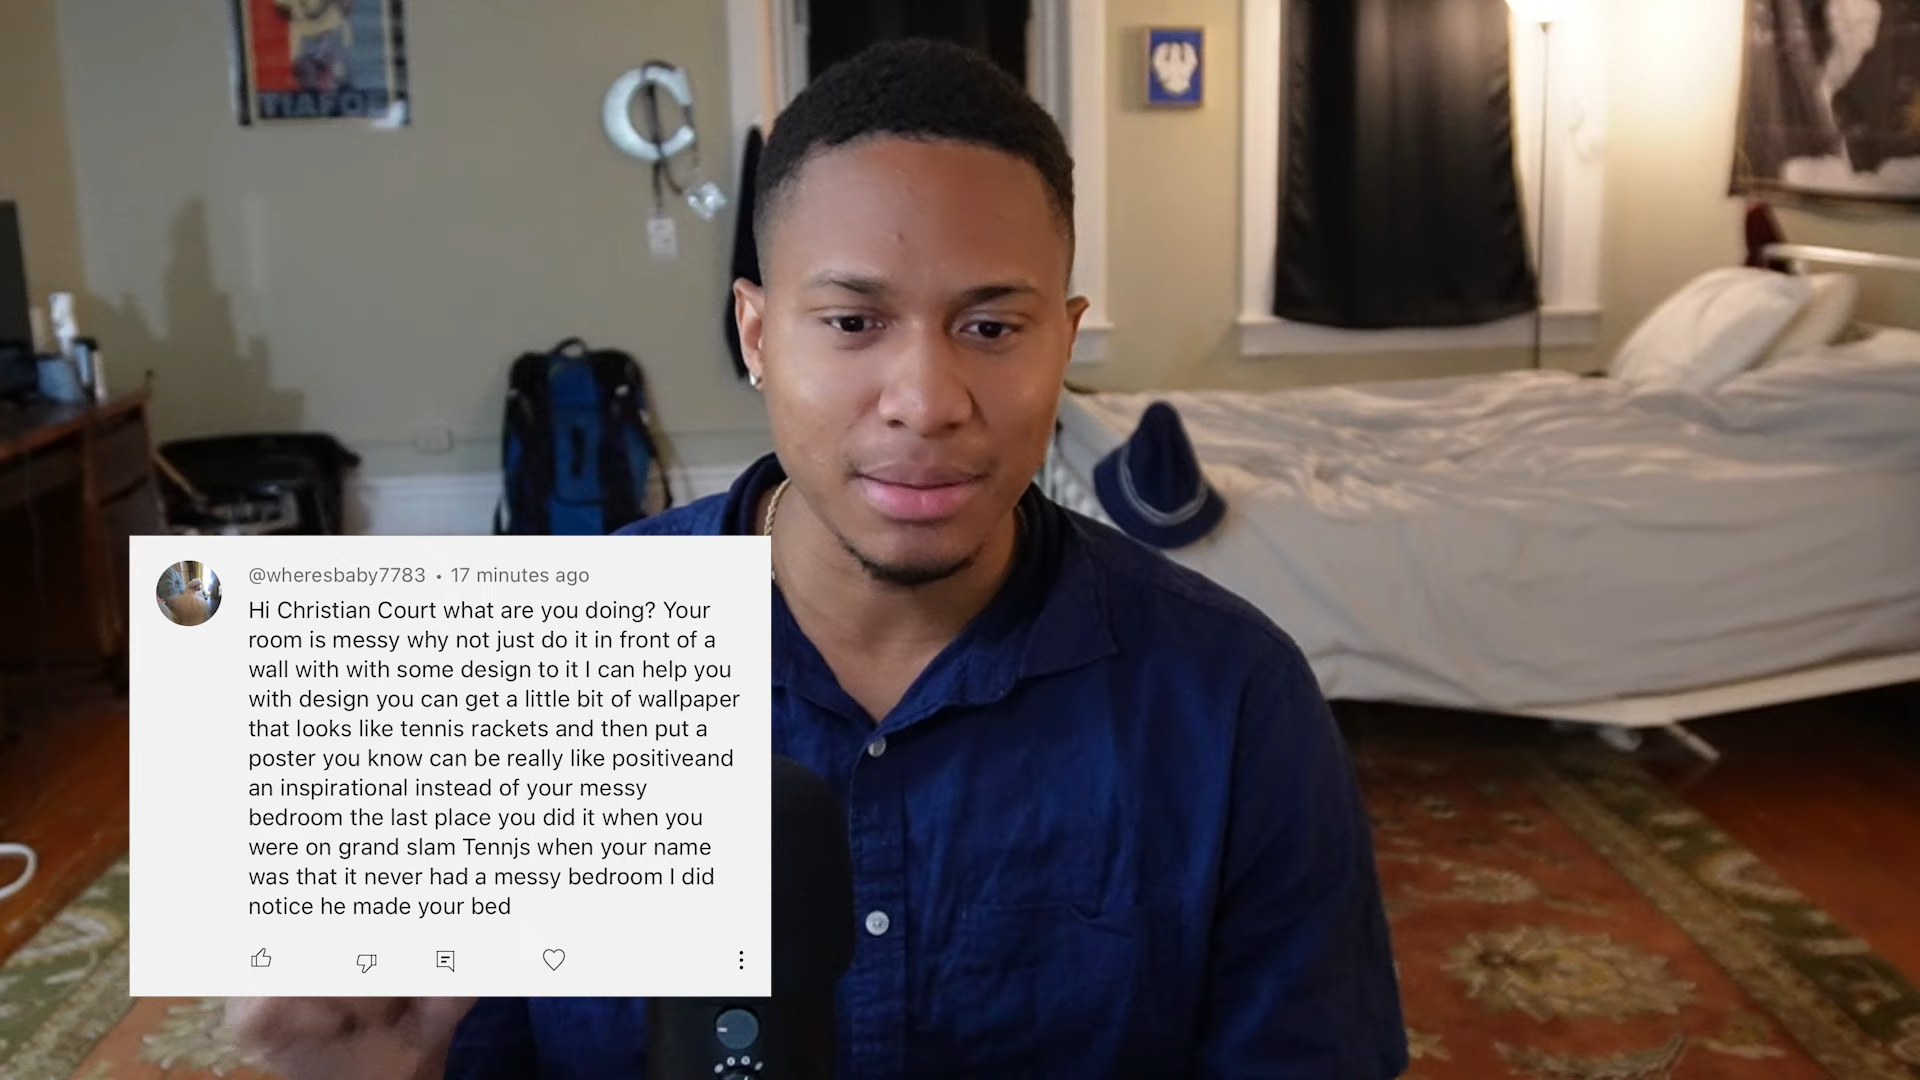 TIAFOE
@wheresbaby7783 • 17 minutes ago
Hi Christian Court what are you doing? Your
room is messy why not just do it in front of a
wall with with some design to it I can help you
with design you can get a little bit of wallpaper
that looks like tennis rackets and then put a
poster you know can be really like positiveand
an inspirational instead of your messy
bedroom the last place you did it when you
were on grand slam Tennjs when your name
was that it never had a messy bedroom I did
notice he made your bed